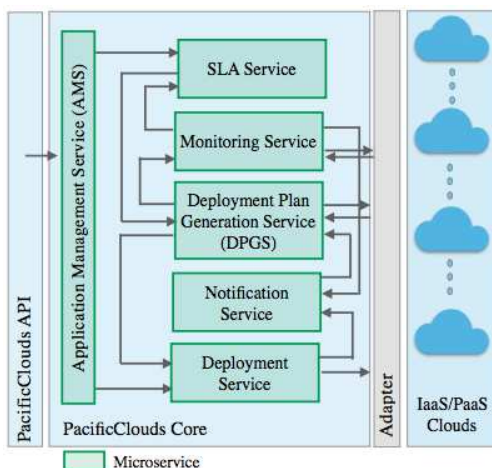 PacificClouds API
Application Management Service (AMS)
SLA Service
Monitoring Service
Deployment Plan
Generation Service
(DPGS)
Notification
Service
Deployment
Service
PacificClouds Core
Adapter
IaaS/PaaS
Clouds
Microservice